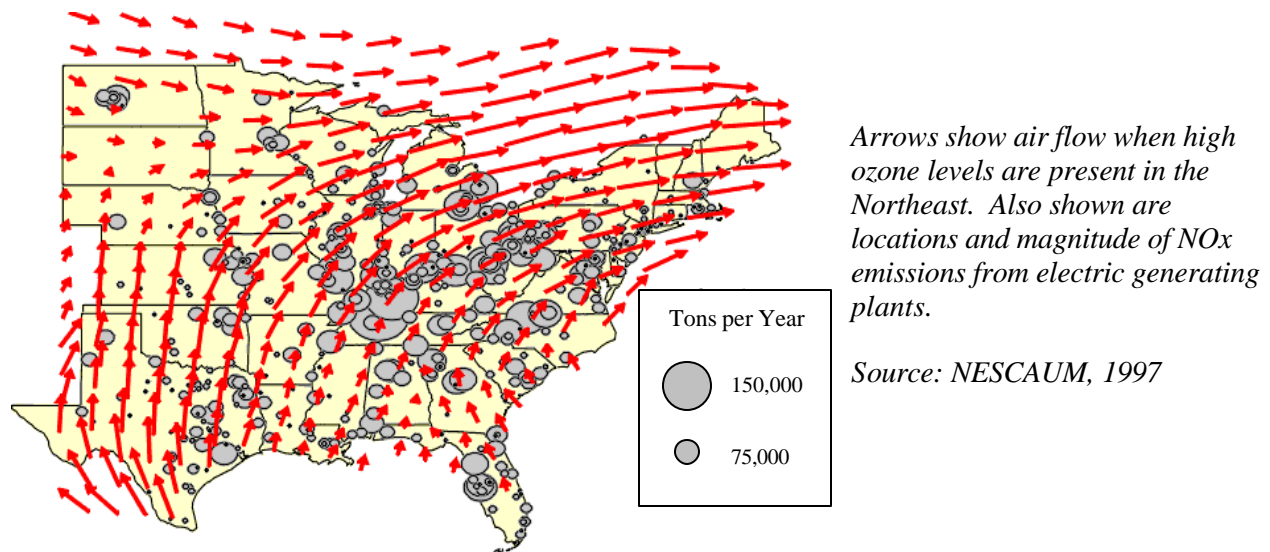 Arrows show air flow when high
ozone levels are present in the
Northeast.  Also shown are
locations and magnitude of NOx
emissions from electric generating
plants.
Source: NESCAUM, 1997
Tons per Year
150,000
75,000